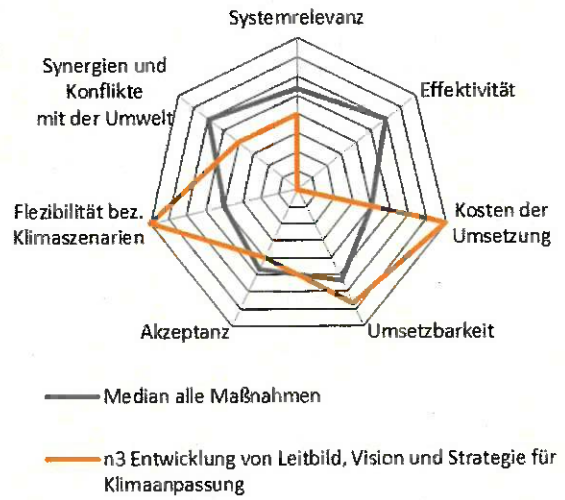 Systemrelevanz
Synergien und
Konflikte
mit der Umwelt
Effektivität
Flezibilität bez.
Klimaszenarien
Kosten der
Umsetzung
Akzeptanz
Umsetzbarkeit
Median alle Maßnahmen
n3 Entwicklung von Leitbild, Vision und Strategie für
Klimaanpassung